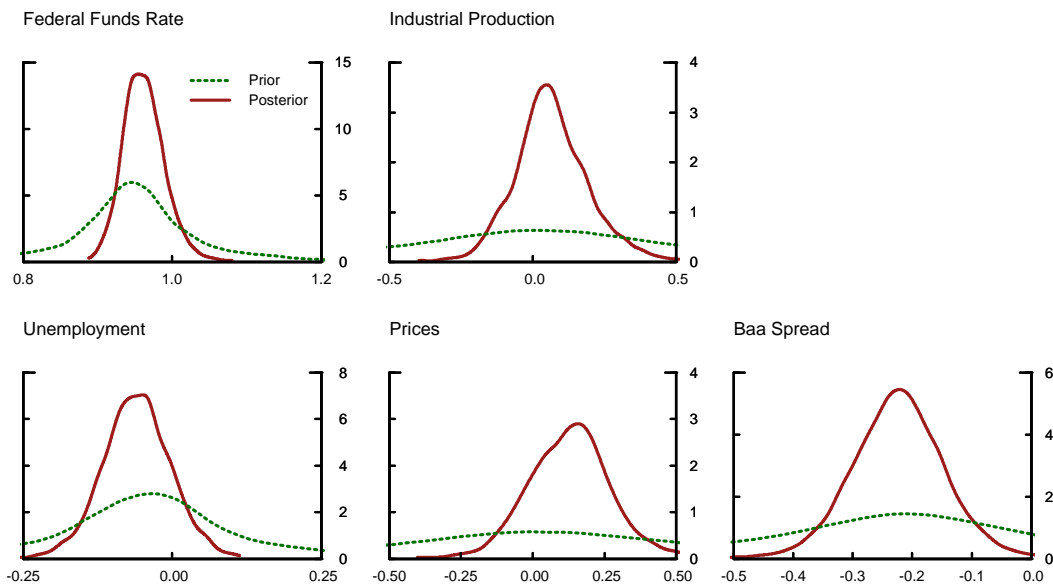 Federal Funds Rate
Industrial Production
15
10
5
0
Prior
Posterior
0.8 1.0 1.2
4
3
2
1
0
-0.5 0.0 0.5
Unemployment
Prices
Baa Spread
8
6
4
2
0
-0.25 0.00 0.25
4
3
2
1
0
-0.50 -0.25 0.00 0.25 0.50
6
4
2
0
-0.5 -0.4 -0.3 -0.2 -0.1 0.0